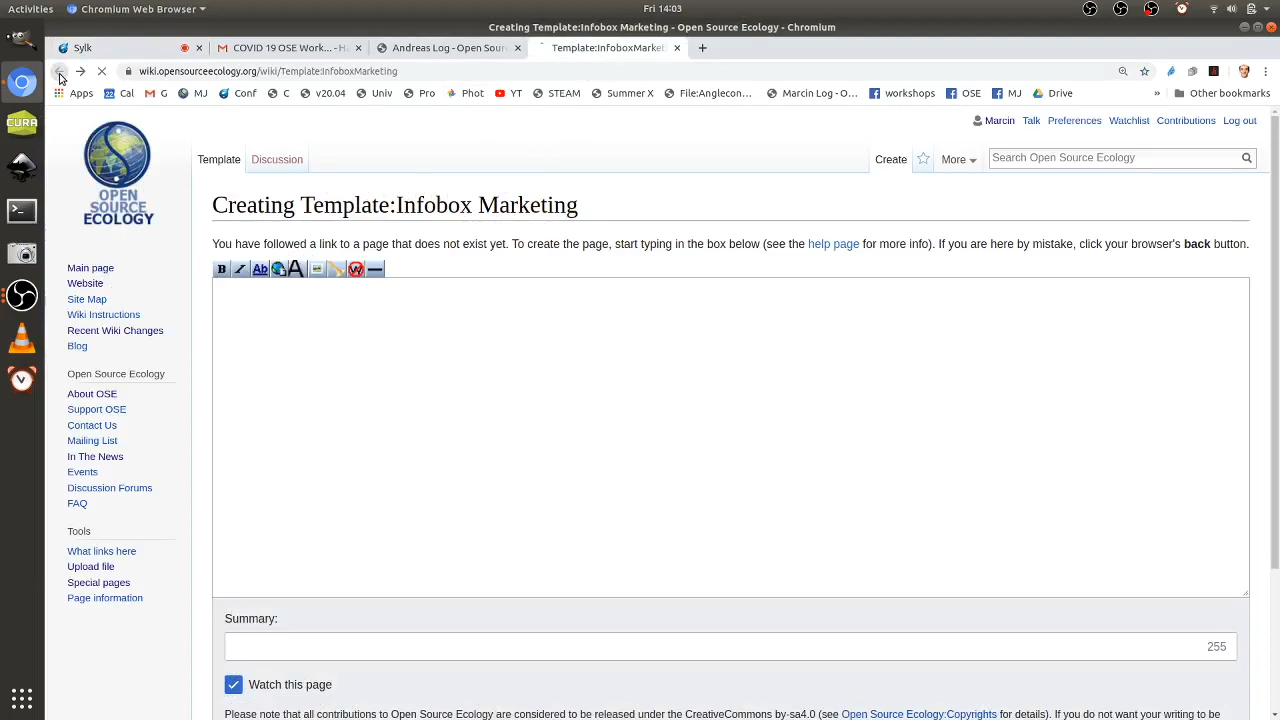 Activities
Chromium Web Browser
Fri 14:03
Creating Template:Infobox Marketing - Open Source Ecology - Chromium
Sylk
COVID 19 OSE Work... - Ha
Andreas Log - Open Sour
Template:InfoboxMarket
wiki.opensourceecology.org/wiki/Template:InfoboxMarketing
Apps
Cal
G
MJ
Conf
C
v20.04
Univ
Pro
Phot
YT
STEAM
Summer X
File:Anglecon...
Marcin Log - O...
workshops
OSE
MJ
Drive
»
Other bookmarks
Marcin
Talk
Preferences
Watchlist
Contributions
Log out
OPEN
SOURCE
ECOLOGY
Template
Discussion
Create
More
Search Open Source Ecology
Creating Template:Infobox Marketing
You have followed a link to a page that does not exist yet. To create the page, start typing in the box below (see the help page for more info). If you are here by mistake, click your browser's back button.
B
I
Ab
A
W
CURA
Main page
Website
Site Map
Wiki Instructions
Recent Wiki Changes
Blog
Open Source Ecology
About OSE
Support OSE
Contact Us
Mailing List
In The News
Events
Discussion Forums
FAQ
Tools
What links here
Upload file
Special pages
Page information
Summary:
255
Watch this page
Please note that all contributions to Open Source Ecology are considered to be released under the CreativeCommons by-sa4.0 (see Open Source Ecology:Copyrights for details). If you do not want your writing to be